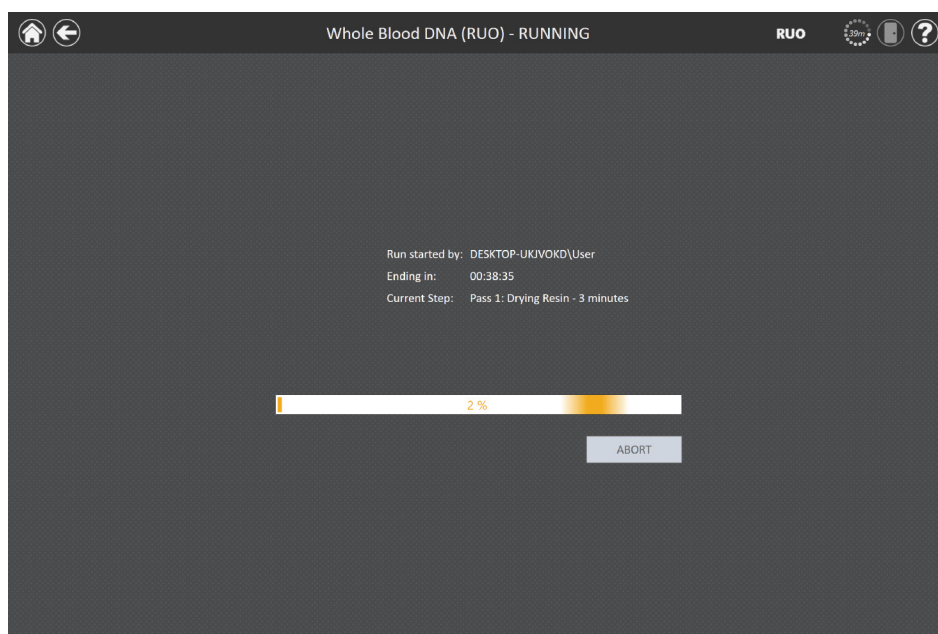 Whole Blood DNA (RUO) - RUNNING
RUO
39m
?
Run started by: DESKTOP-UKJVOKD\User
Ending in: 00:38:35
Current Step: Pass 1: Drying Resin - 3 minutes
2 %
ABORT